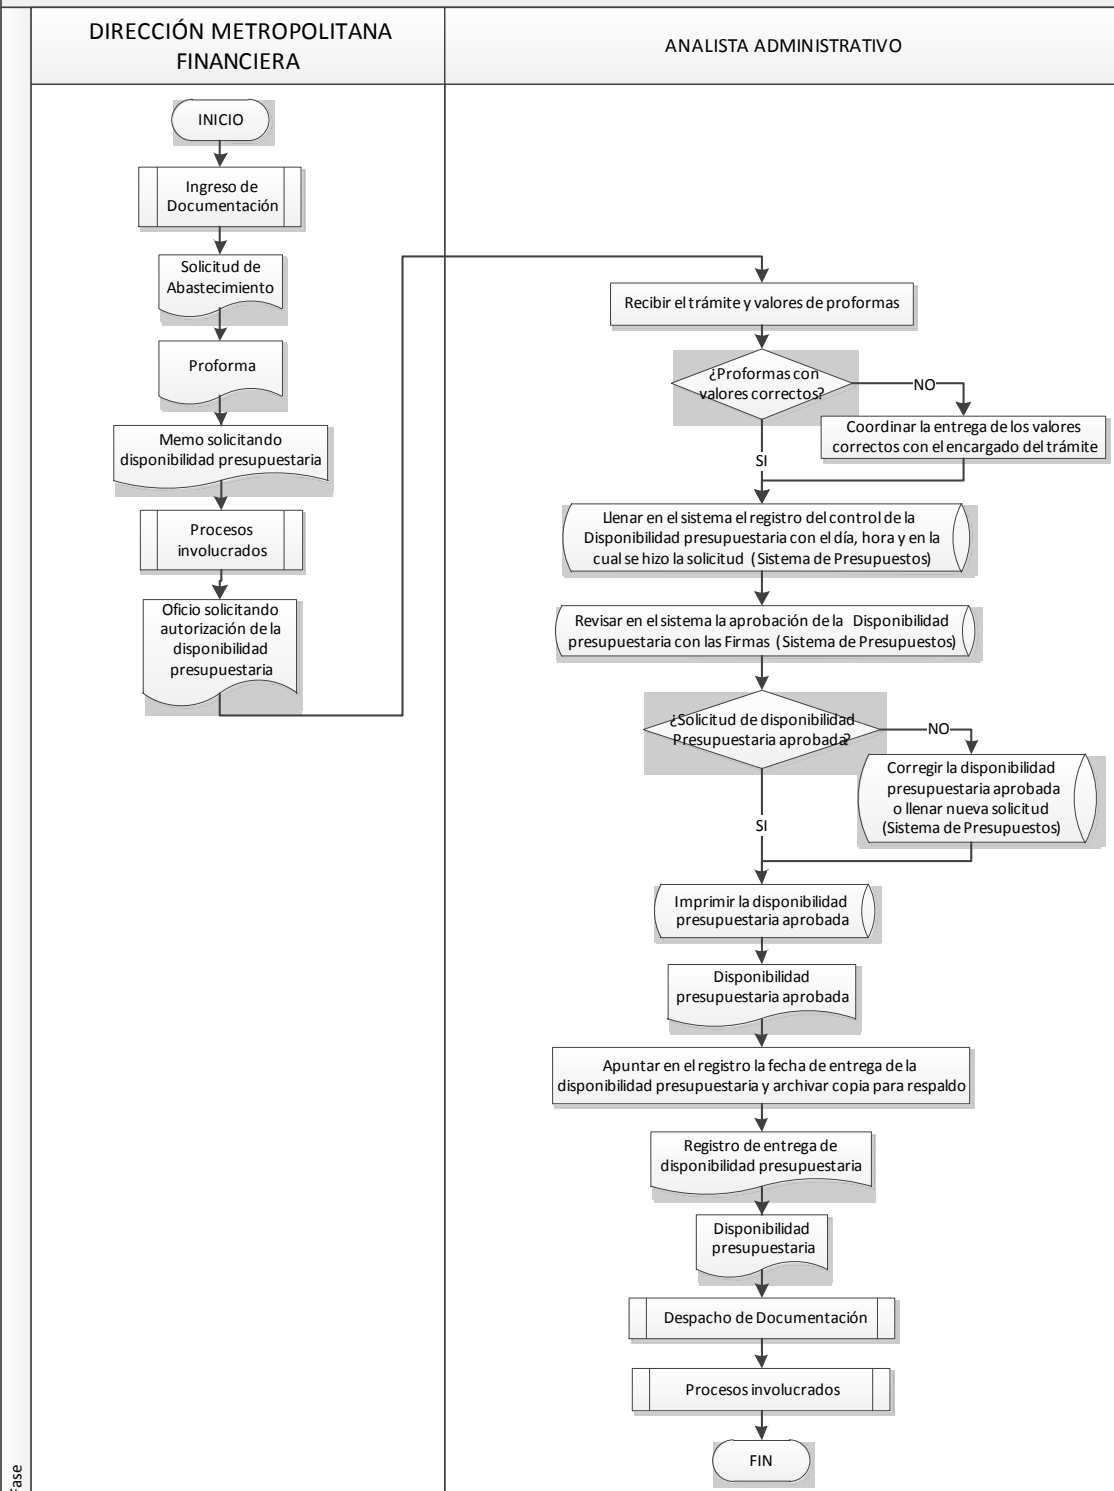 DIRECCIÓN METROPOLITANA
FINANCIERA
ANALISTA ADMINISTRATIVO
INICIO
Ingreso de
Documentación
Solicitud de
Abastecimiento
Proforma
Memo solicitando
disponibilidad presupuestaria
Procesos
involucrados
Oficio solicitando
autorización de la
disponibilidad
presupuestaria
Recibir el trámite y valores de proformas
¿Proformas con
valores correctos?
NO
Coordinar la entrega de los valores
correctos con el encargado del trámite
SI
Llenar en el sistema el registro del control de la
Disponibilidad presupuestaria con el día, hora y en la
cual se hizo la solicitud (Sistema de Presupuestos)
Revisar en el sistema la aprobación de la Disponibilidad
presupuestaria con las Firmas (Sistema de Presupuestos)
¿Solicitud de disponibilidad
Presupuestaria aprobada?
NO
Corregir la disponibilidad
presupuestaria aprobada
o llenar nueva solicitud
(Sistema de Presupuestos)
SI
Imprimir la disponibilidad
presupuestaria aprobada
Disponibilidad
presupuestaria aprobada
Apuntar en el registro la fecha de entrega de la
disponibilidad presupuestaria y archivar copia para respaldo
Registro de entrega de
disponibilidad presupuestaria
Disponibilidad
presupuestaria
Despacho de Documentación
Procesos involucrados
FIN
Fase